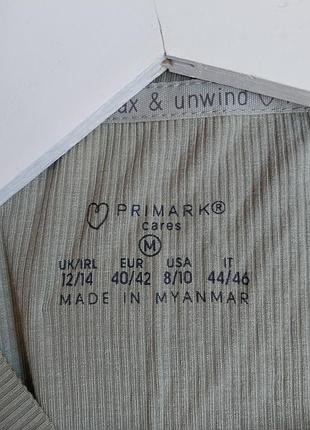 & unwind ♡
♡ PRIMARK®
cares
M
UK/IRL EUR USA IT
12/14 40/42 8/10 44/46
MADE IN MYANMAR